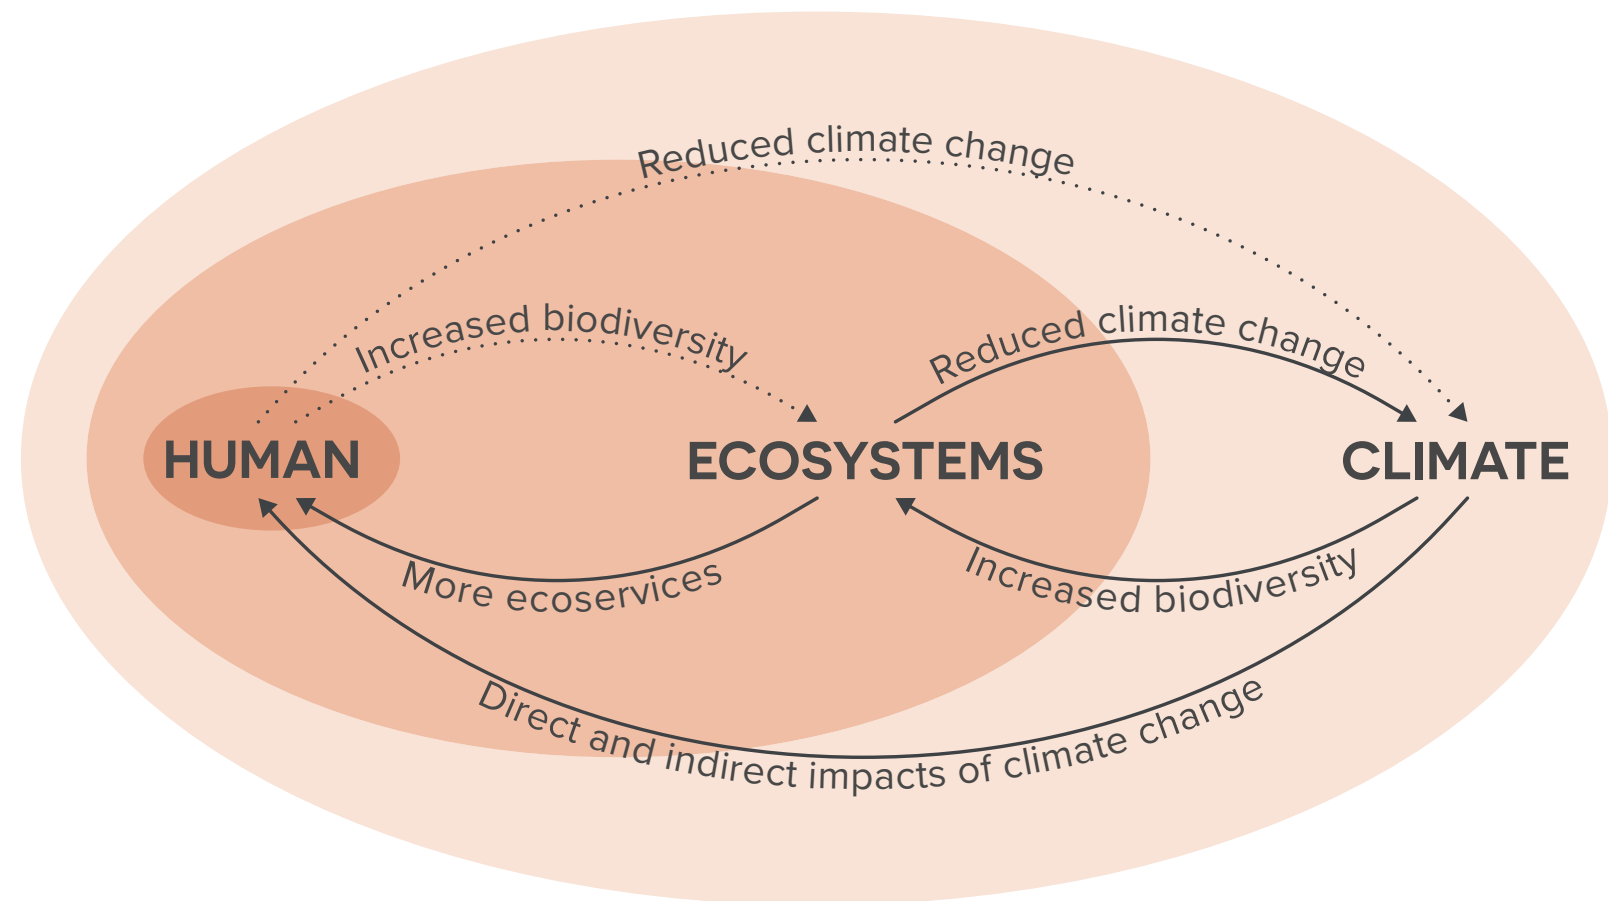 Reduced climate change
Increased biodiversity
Reduced climate change
HUMAN
ECOSYSTEMS
CLIMATE
More ecoservices
Increased biodiversity
Direct and indirect impacts of climate change